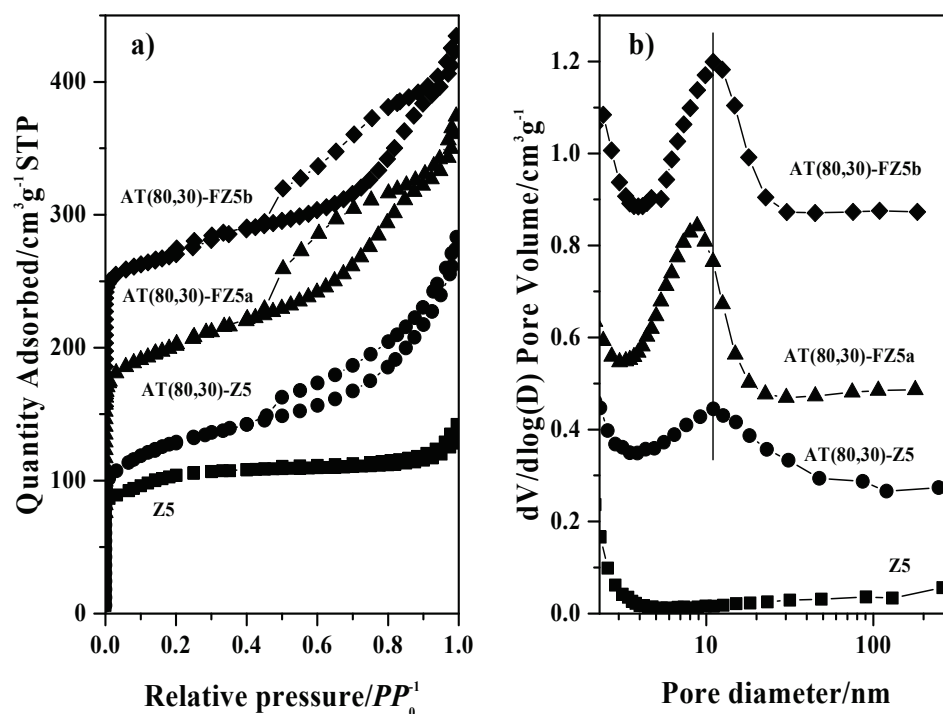 a)
Quantity Adsorbed/cm³g⁻¹ STP
400
300
200
100
0
AT(80,30)-FZ5b
AT(80,30)-FZ5a
AT(80,30)-Z5
Z5
0.0 0.2 0.4 0.6 0.8 1.0
Relative pressure/PP₀⁻¹
b)
dV/dlog(D) Pore Volume/cm³g⁻¹
1.2
1.0
0.8
0.6
0.4
0.2
0.0
AT(80,30)-FZ5b
AT(80,30)-FZ5a
AT(80,30)-Z5
Z5
10 100
Pore diameter/nm